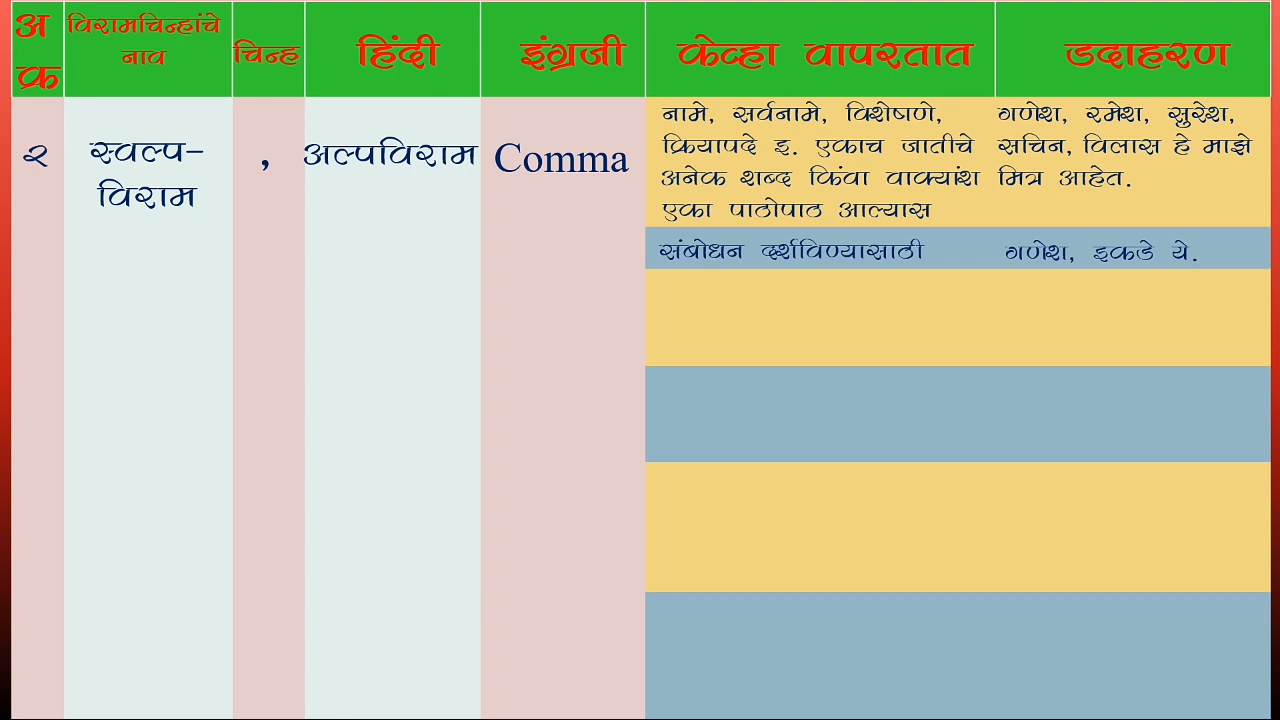 अ क्र
विरामचिन्हांचे नाव
चिन्ह
हिंदी
इंग्रजी
केव्हा वापरतात
उदाहरण
२
स्वल्प-
विराम
,
अल्पविराम
Comma
नामे, सर्वनामे, विशेषणे,
क्रियापदे इ. एकाच जातीचे
अनेक शब्द किंवा वाक्यांश
एका पाठोपाठ आल्यास
गणेश, रमेश, सुरेश,
सचिन, विलास हे माझे
मित्र आहेत.
संबोधन दर्शविण्यासाठी
गणेश, इकडे ये.